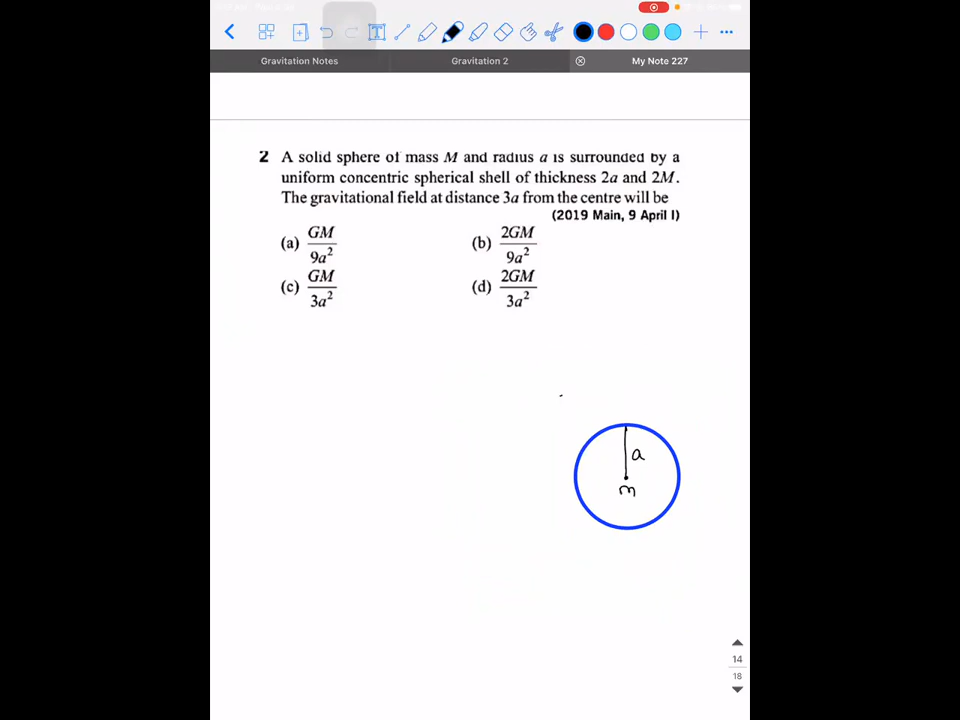 Gravitation Notes Gravitation 2 My Note 227
2 A solid sphere of mass M and radius a is surrounded by a
uniform concentric spherical shell of thickness 2a and 2M.
The gravitational field at distance 3a from the centre will be
(2019 Main, 9 April I)
(a) GM/9a² (b) 2GM/9a²
(c) GM/3a² (d) 2GM/3a²
a
m
14
18